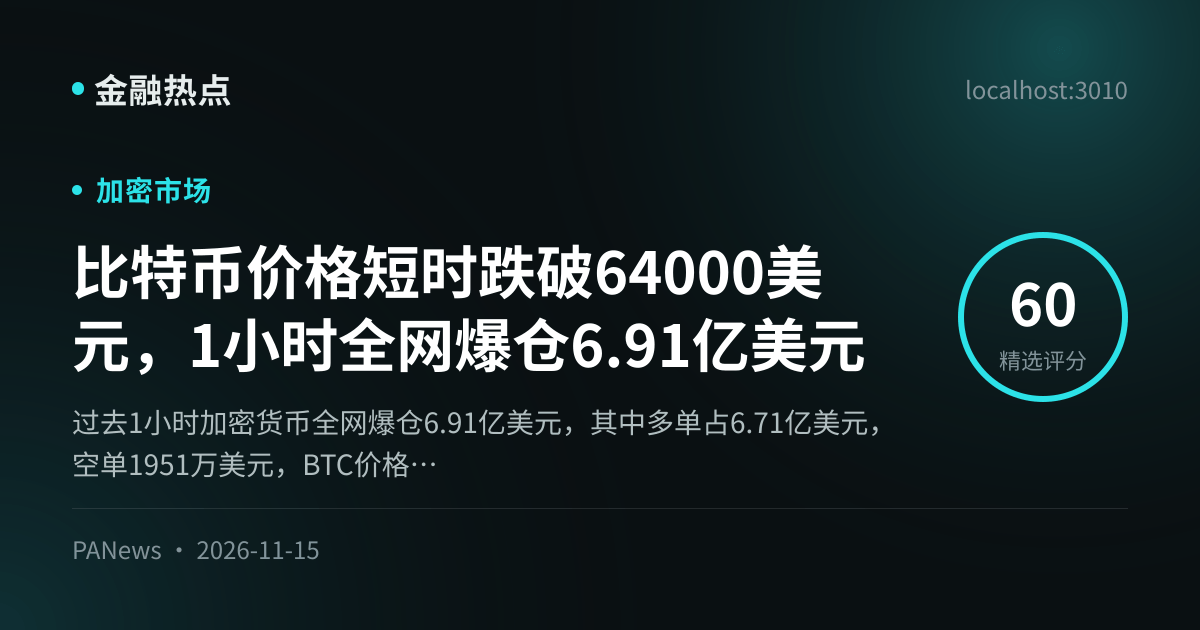 金融热点
localhost:3010
加密市场
比特币价格短时跌破64000美
元，1小时全网爆仓6.91亿美元
60
精选评分
过去1小时加密货币全网爆仓6.91亿美元，其中多单占6.71亿美元，
空单1951万美元，BTC价格…
PANews • 2026-11-15